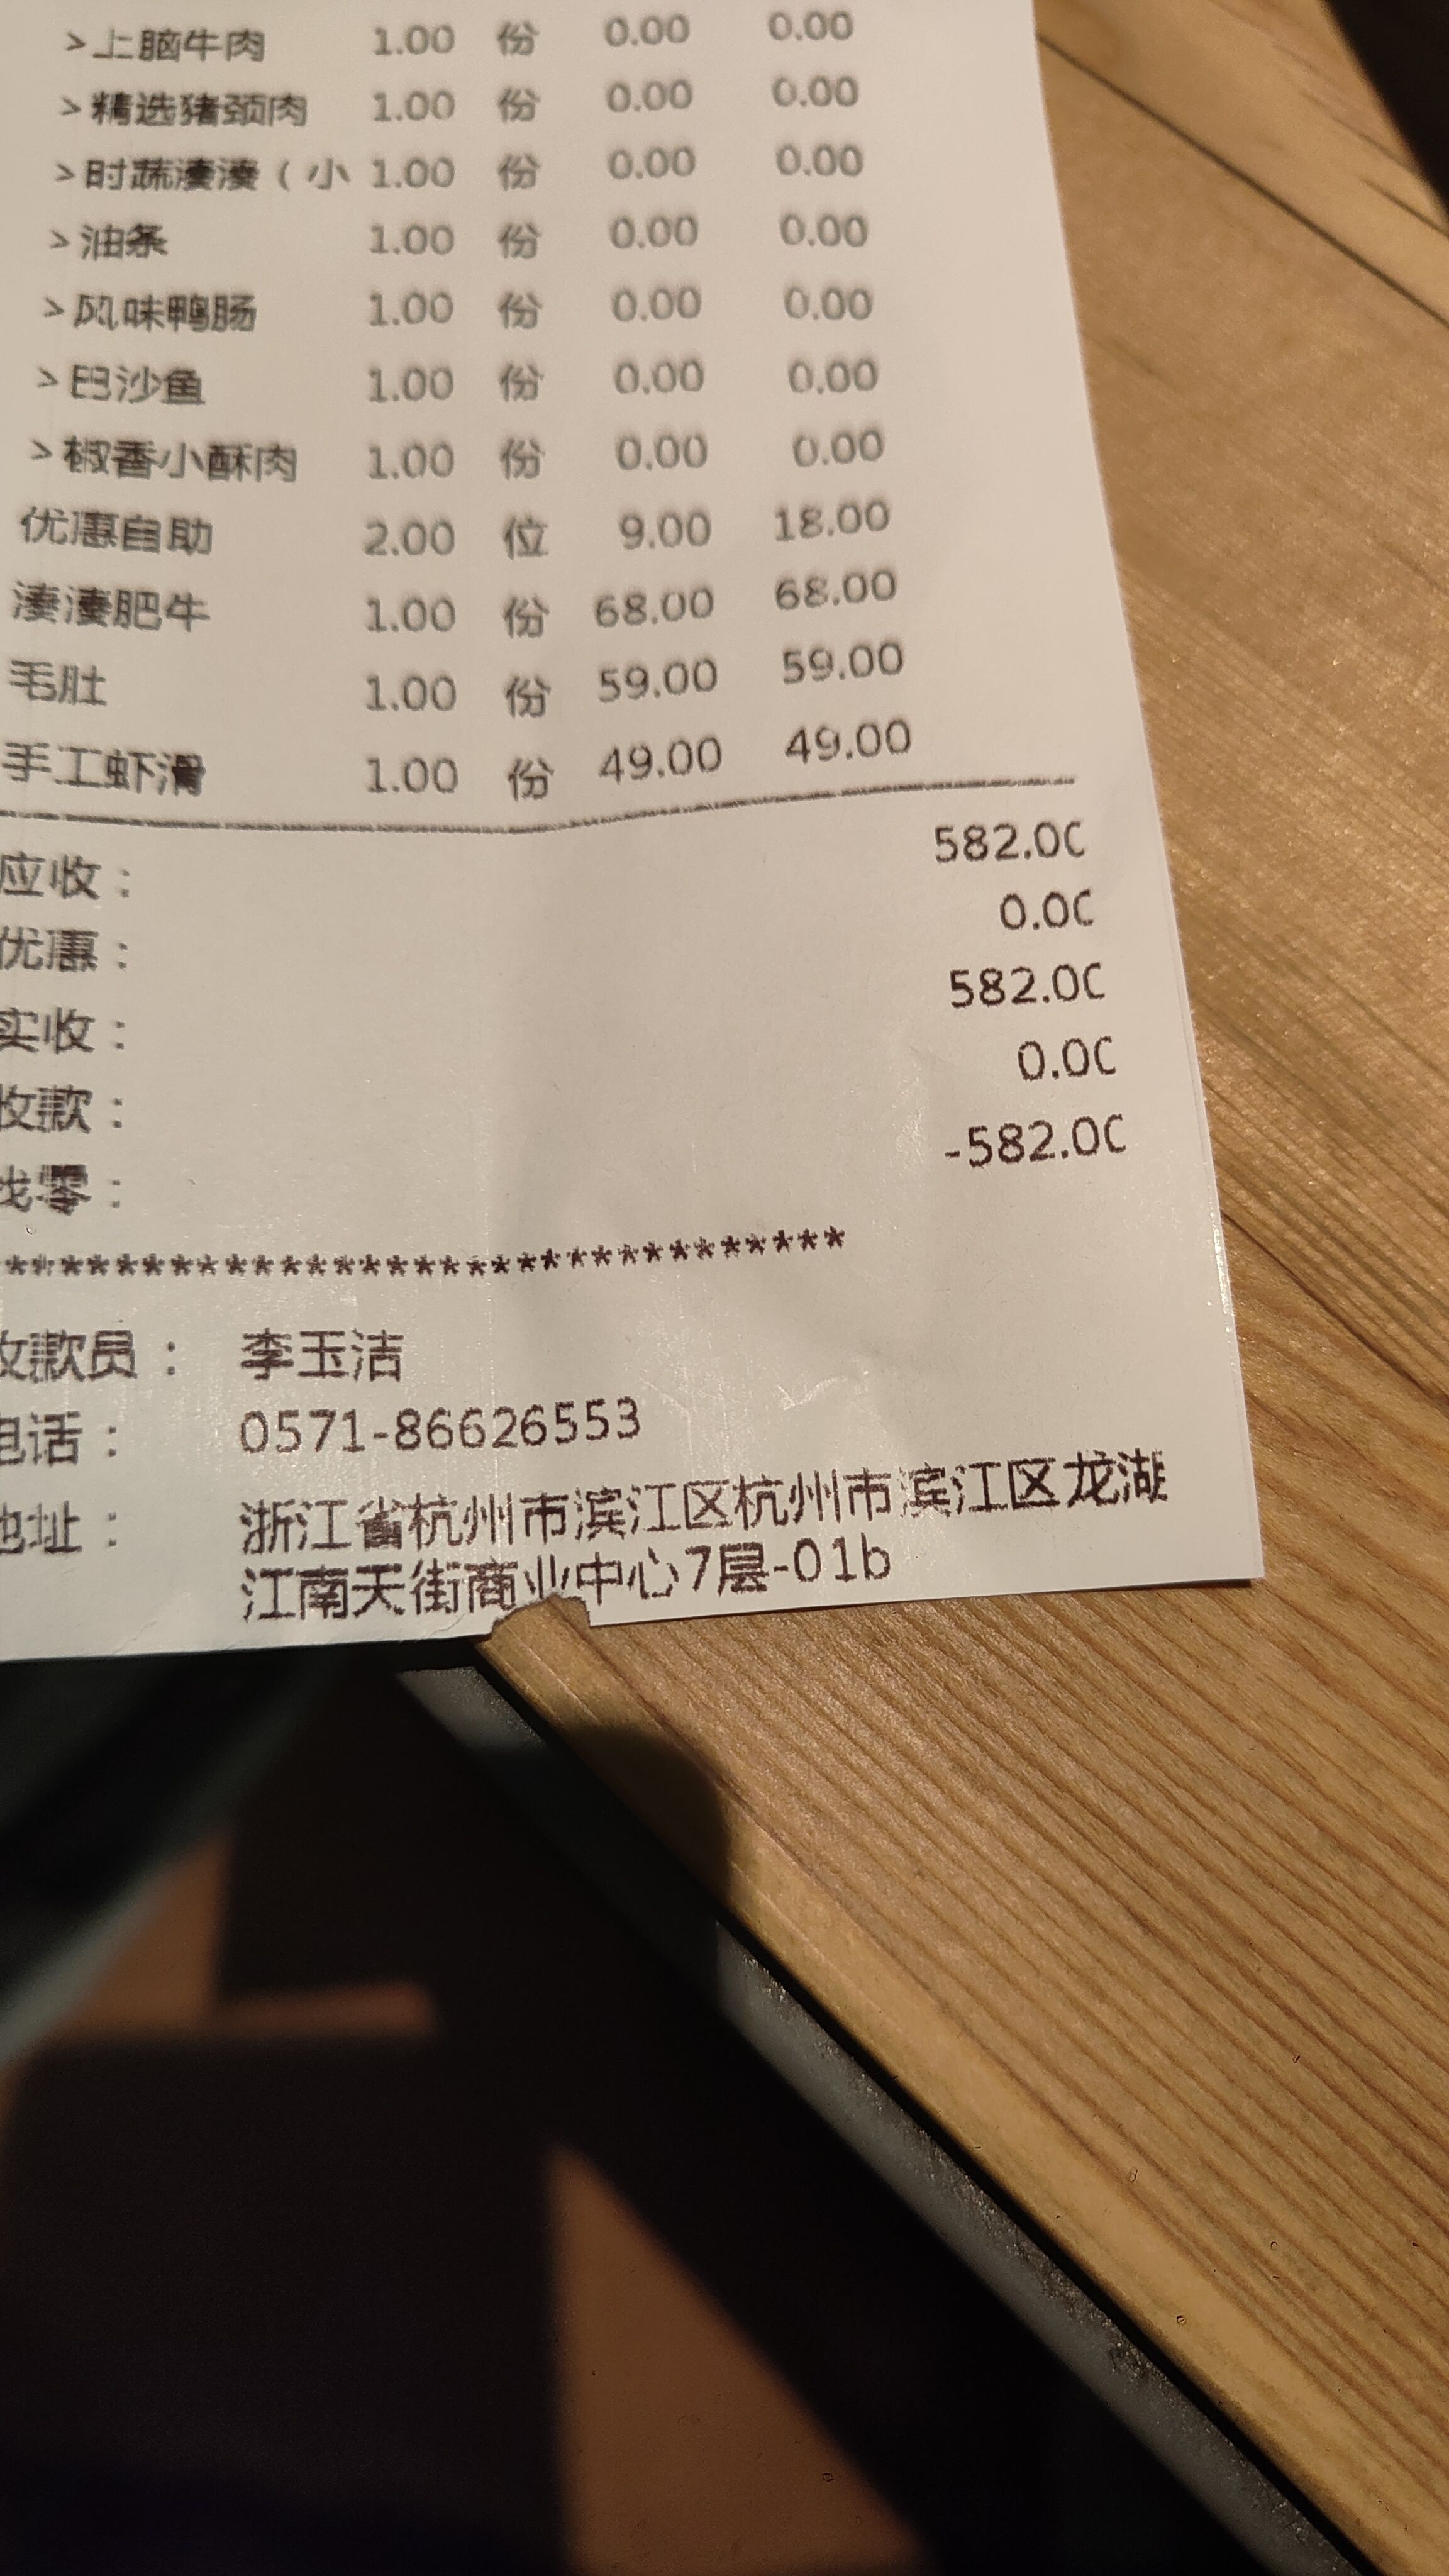 >上脑牛肉 1.00 份 0.00 0.00
>精选猪颈肉 1.00 份 0.00 0.00
>时蔬湊湊（小 1.00 份 0.00 0.00
>油条 1.00 份 0.00 0.00
>风味鸭肠 1.00 份 0.00 0.00
>巴沙鱼 1.00 份 0.00 0.00
>椒香小酥肉 1.00 份 0.00 0.00
优惠自助 2.00 位 9.00 18.00
湊湊肥牛 1.00 份 68.00 68.00
毛肚 1.00 份 59.00 59.00
手工虾滑 1.00 份 49.00 49.00
应收： 582.00
优惠： 0.00
实收： 582.00
收款： 0.00
找零： -582.00
*******************************
收款员： 李玉洁
电话： 0571-86626553
地址： 浙江省杭州市滨江区杭州市滨江区龙湖
江南天街商业中心7层-01b